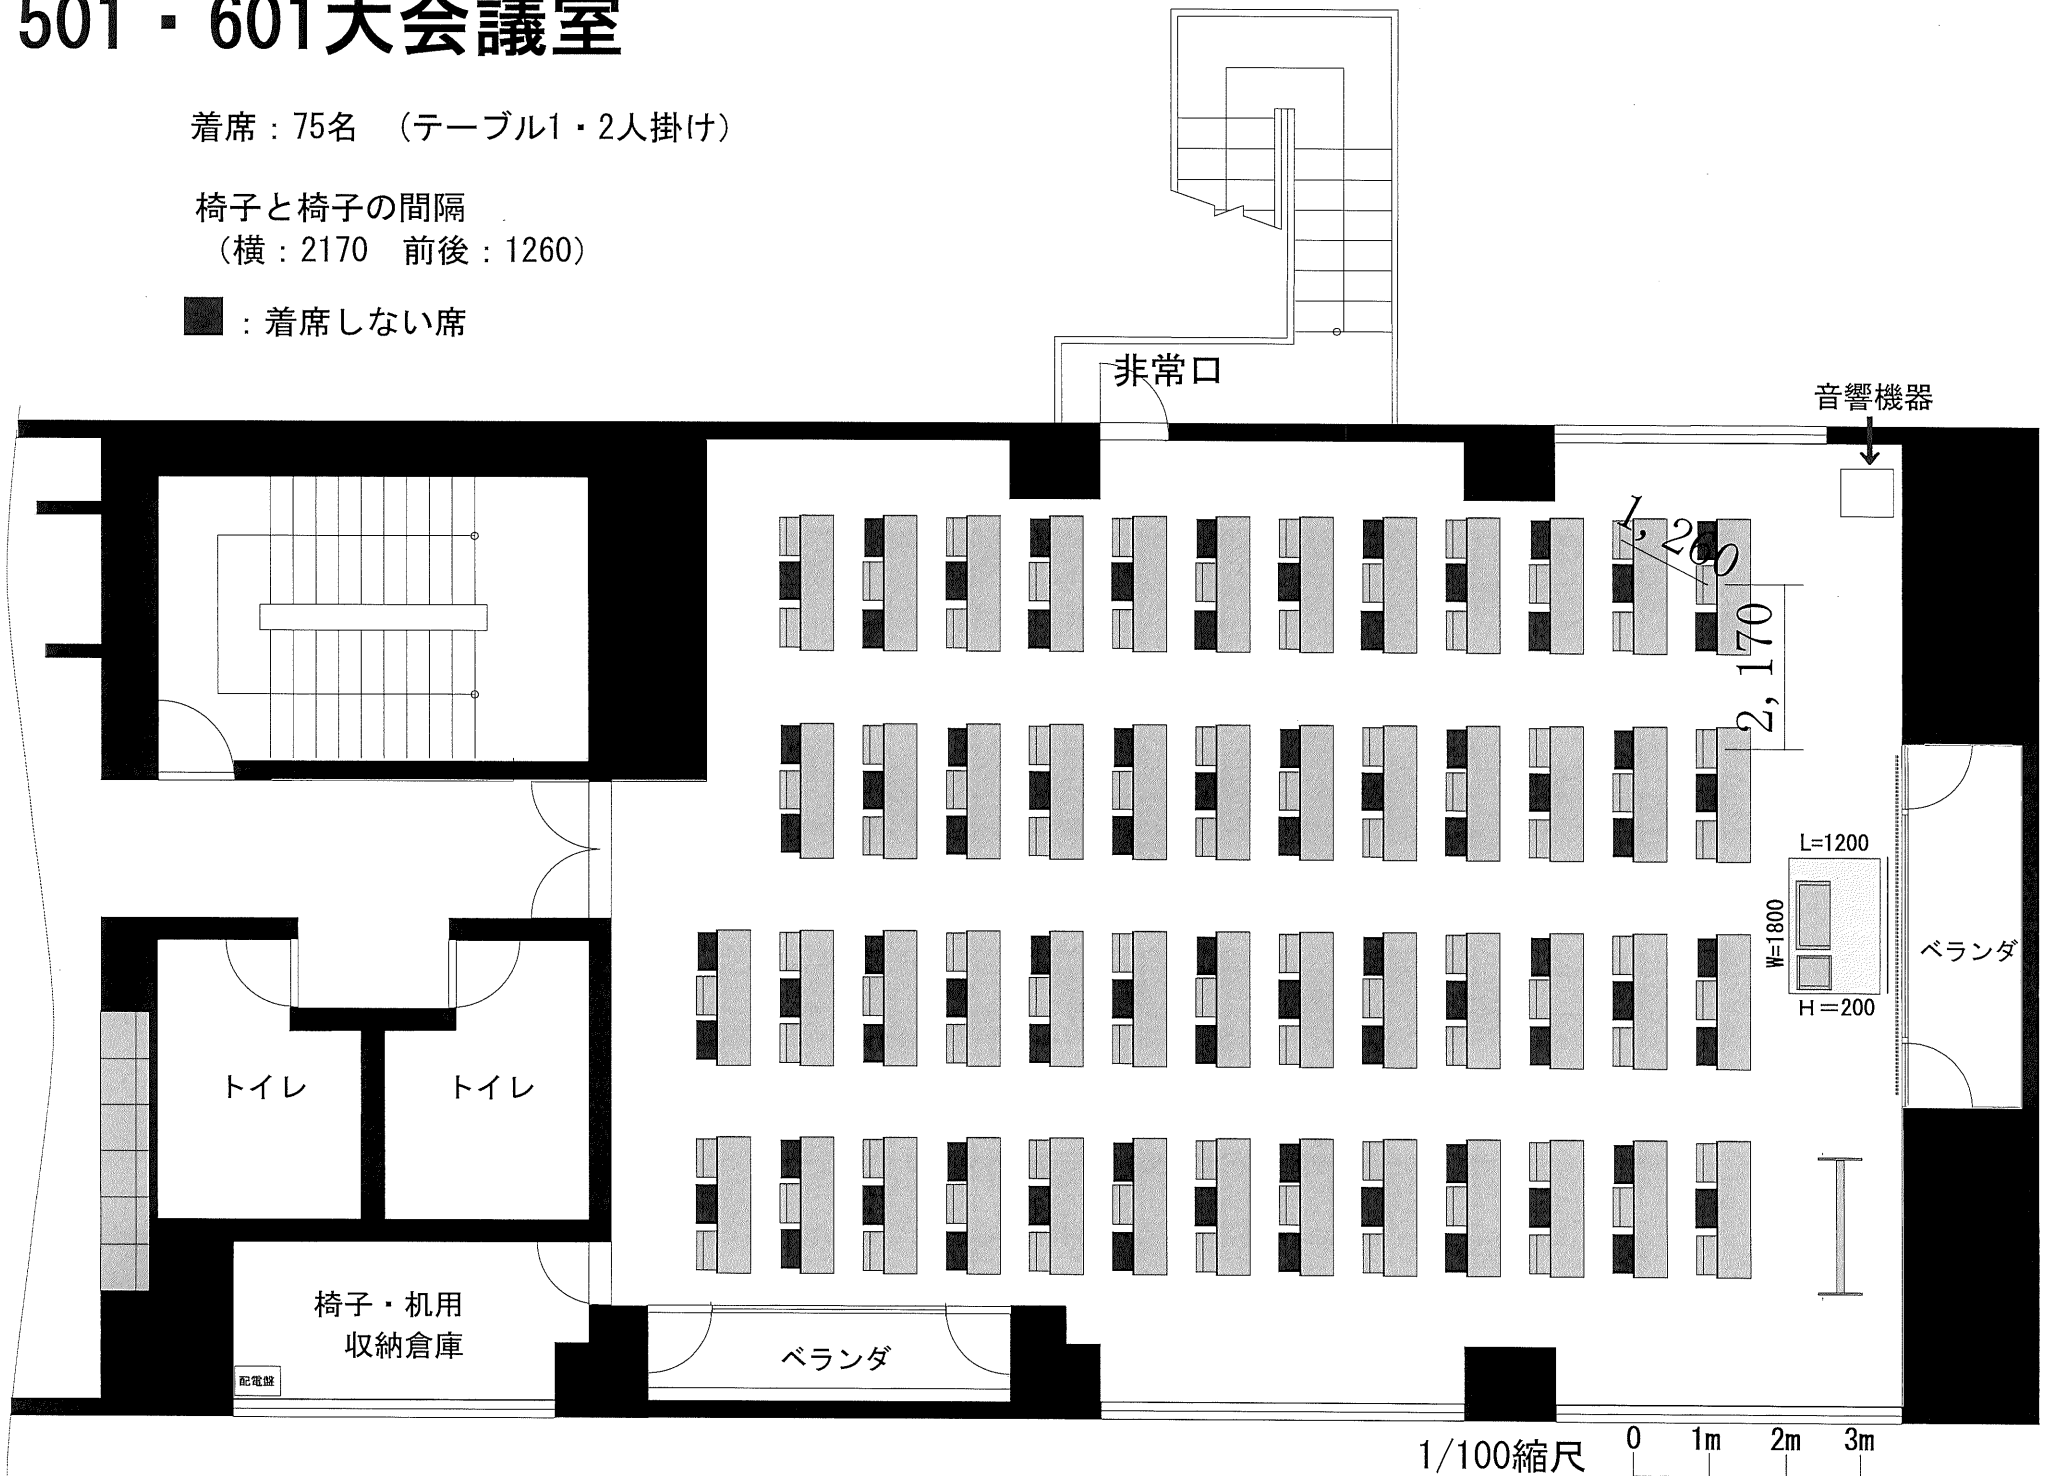 501・601大会議室
着席：75名　（テーブル1・2人掛け）
椅子と椅子の間隔
（横：2170　前後：1260）
：着席しない席
非常口
音響機器
1,260
2,170
L=1200
W=1800
H=200
ベランダ
トイレ
トイレ
椅子・机用
収納倉庫
配電盤
ベランダ
1/100縮尺
0 1m 2m 3m